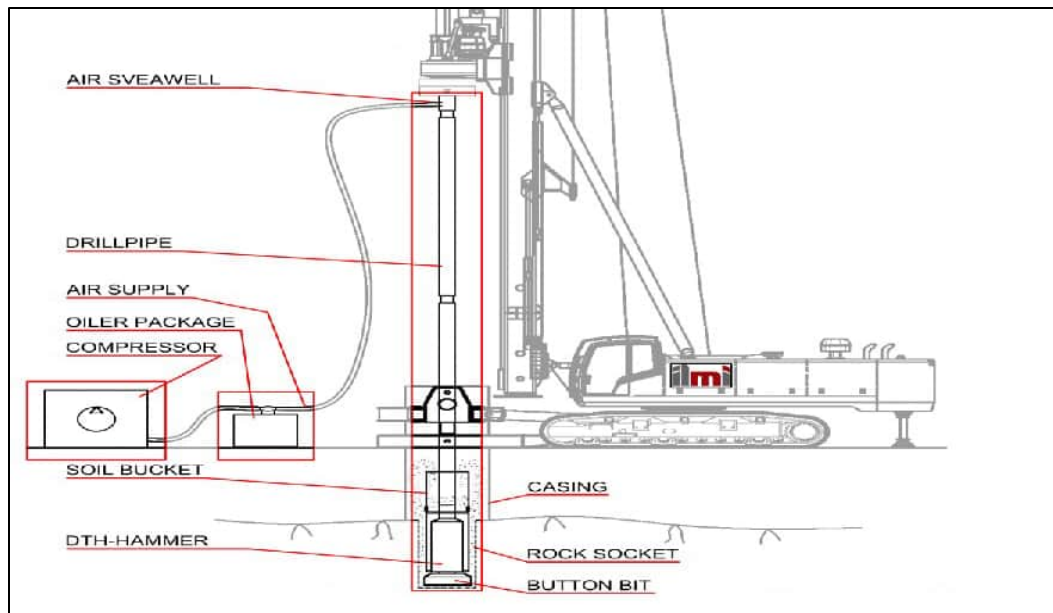 AIR SVEAWELL
DRILLPIPE
AIR SUPPLY
OILER PACKAGE
COMPRESSOR
SOIL BUCKET
CASING
DTH-HAMMER
ROCK SOCKET
BUTTON BIT